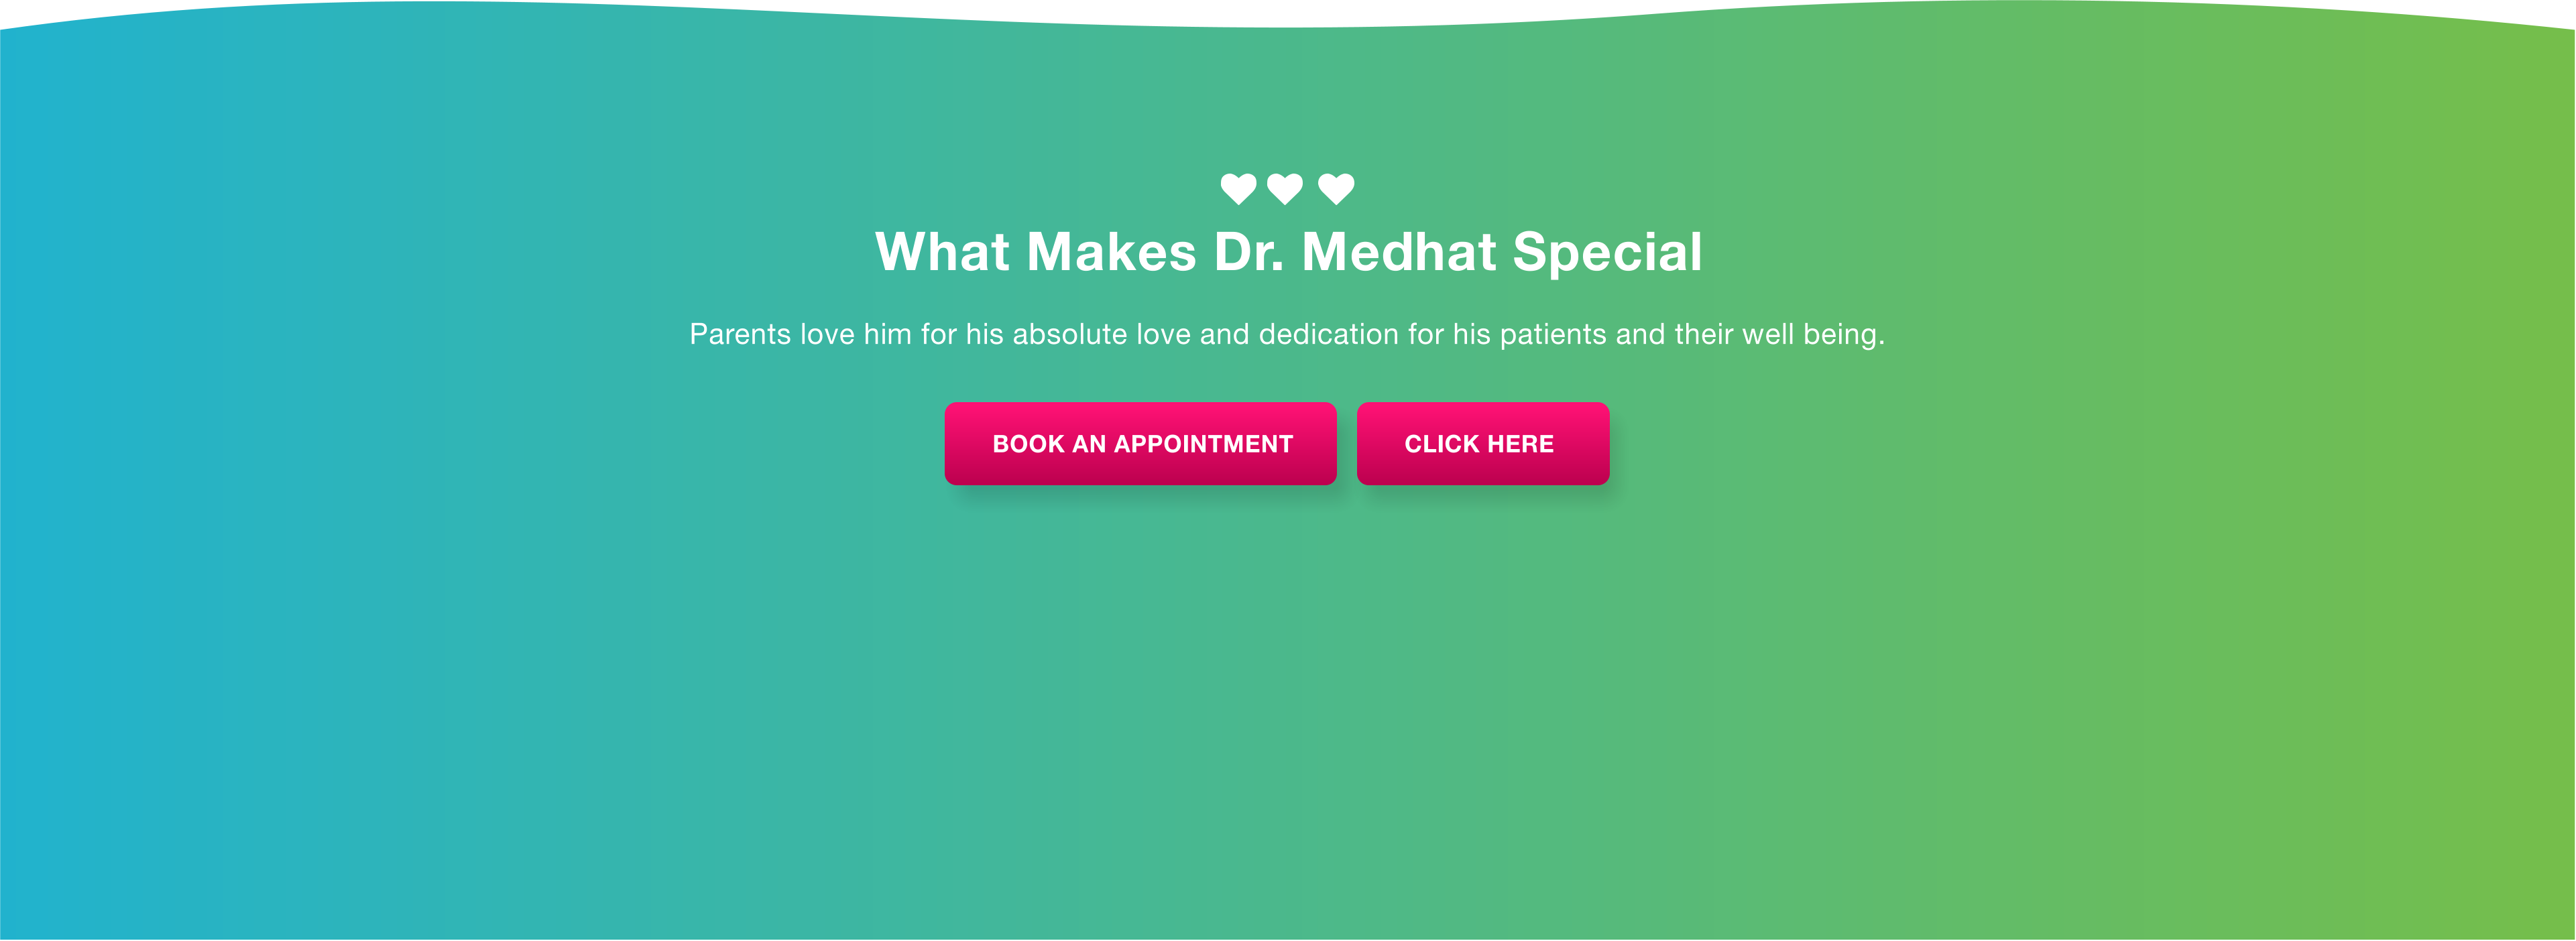 What Makes Dr. Medhat Special
Parents love him for his absolute love and dedication for his patients and their well being.
BOOK AN APPOINTMENT
CLICK HERE